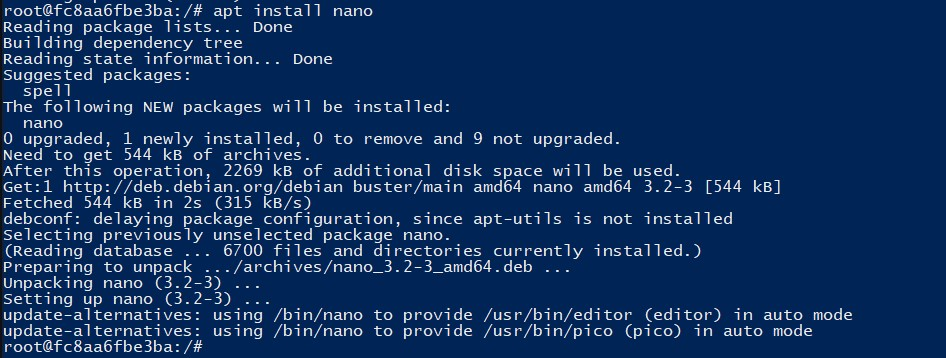 root@fc8aa6fbe3ba:/# apt install nano
Reading package lists... Done
Building dependency tree
Reading state information... Done
Suggested packages:
  spell
The following NEW packages will be installed:
  nano
0 upgraded, 1 newly installed, 0 to remove and 9 not upgraded.
Need to get 544 kB of archives.
After this operation, 2269 kB of additional disk space will be used.
Get:1 http://deb.debian.org/debian buster/main amd64 nano amd64 3.2-3 [544 kB]
Fetched 544 kB in 2s (315 kB/s)
debconf: delaying package configuration, since apt-utils is not installed
Selecting previously unselected package nano.
(Reading database ... 6700 files and directories currently installed.)
Preparing to unpack .../archives/nano_3.2-3_amd64.deb ...
Unpacking nano (3.2-3) ...
Setting up nano (3.2-3) ...
update-alternatives: using /bin/nano to provide /usr/bin/editor (editor) in auto mode
update-alternatives: using /bin/nano to provide /usr/bin/pico (pico) in auto mode
root@fc8aa6fbe3ba:/#